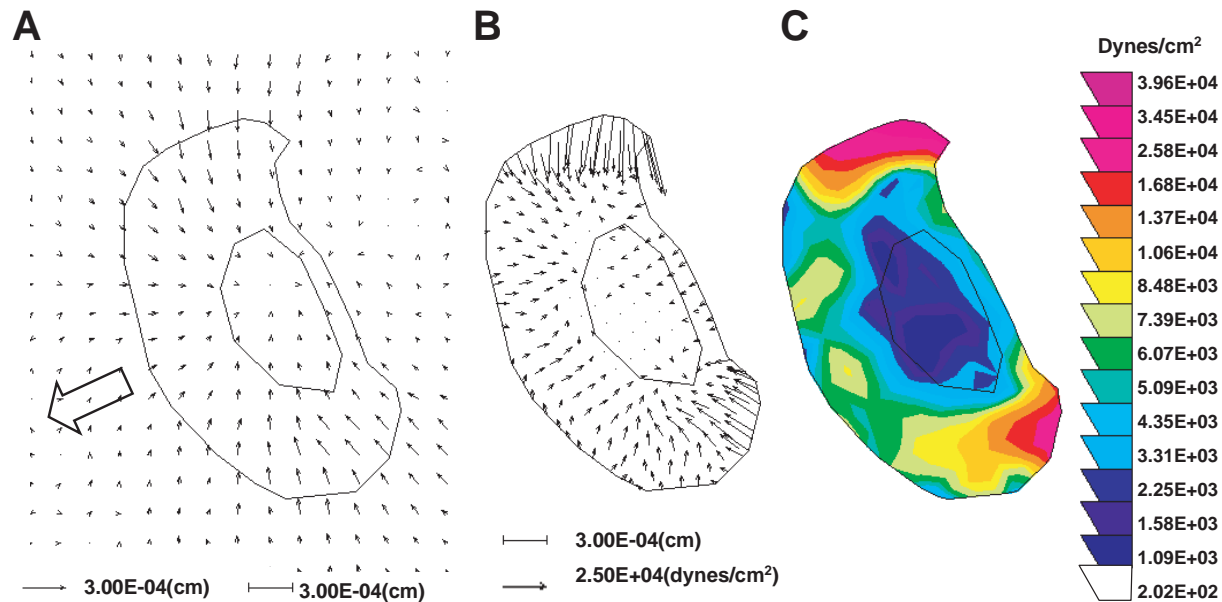 A
B
C
Dynes/cm²
3.96E+04
3.45E+04
2.58E+04
1.68E+04
1.37E+04
1.06E+04
8.48E+03
7.39E+03
6.07E+03
5.09E+03
4.35E+03
3.31E+03
2.25E+03
1.58E+03
1.09E+03
2.02E+02
3.00E-04(cm)
3.00E-04(cm)
3.00E-04(cm)
2.50E+04(dynes/cm²)